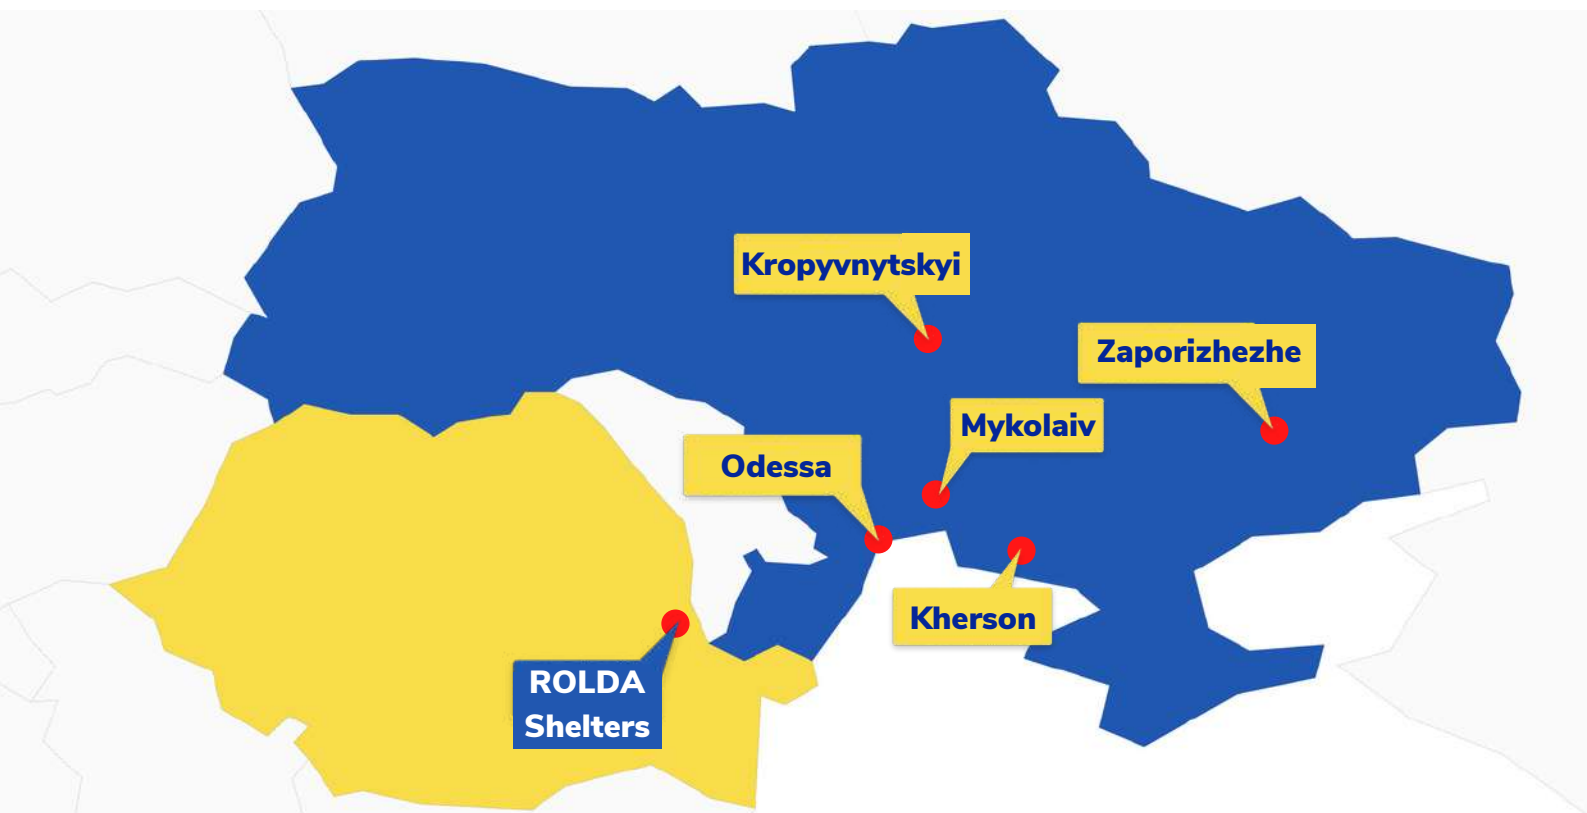 Kropyvnytskyi
Zaporizhezhe
Mykolaiv
Odessa
Kherson
ROLDA
Shelters